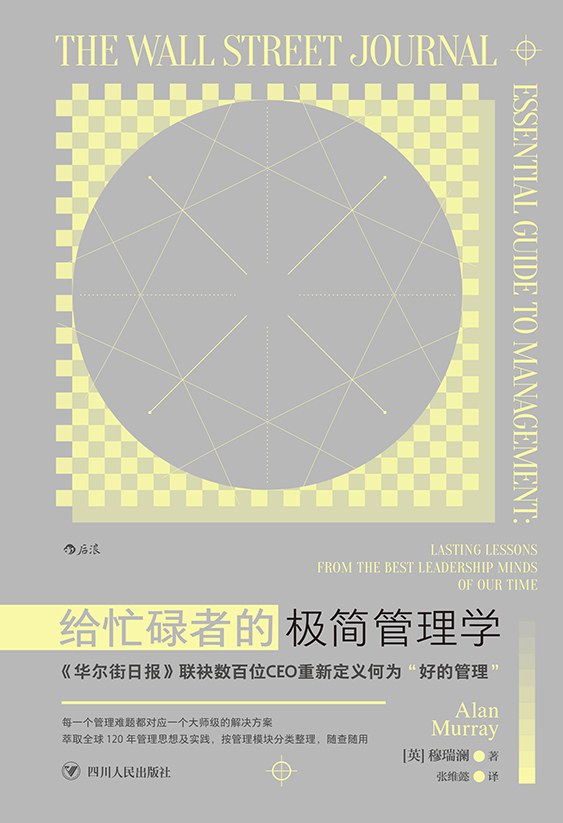 THE WALL STREET JOURNAL
ESSENTIAL GUIDE TO MANAGEMENT:
后浪
LASTING LESSONS
FROM THE BEST LEADERSHIP MINDS
OF OUR TIME
给忙碌者的极简管理学
《华尔街日报》联袂数百位CEO重新定义何为“好的管理”
每一个管理难题都对应一个大师级的解决方案
萃取全球120年管理思想及实践，按管理模块分类整理，随查随用
Alan
Murray
[英] 穆瑞澜 著
张维懿 译
四川人民出版社